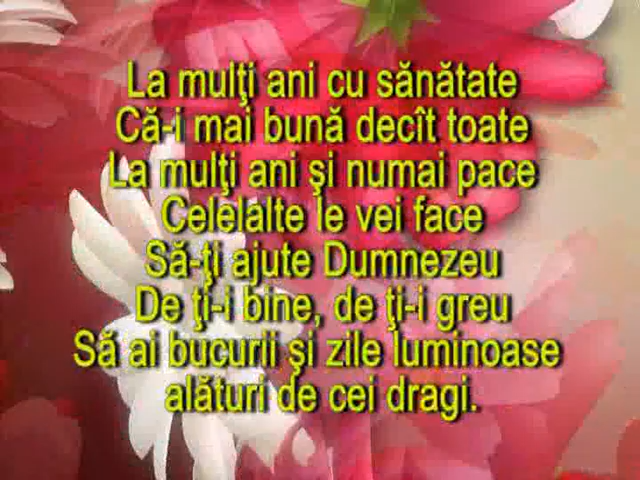 La mulţi ani cu sănătate
Că-i mai bună decît toate
La mulţi ani şi numai pace
Celelalte le vei face
Să-ţi ajute Dumnezeu
De ţi-i bine, de ţi-i greu
Să ai bucurii şi zile luminoase
alături de cei dragi.